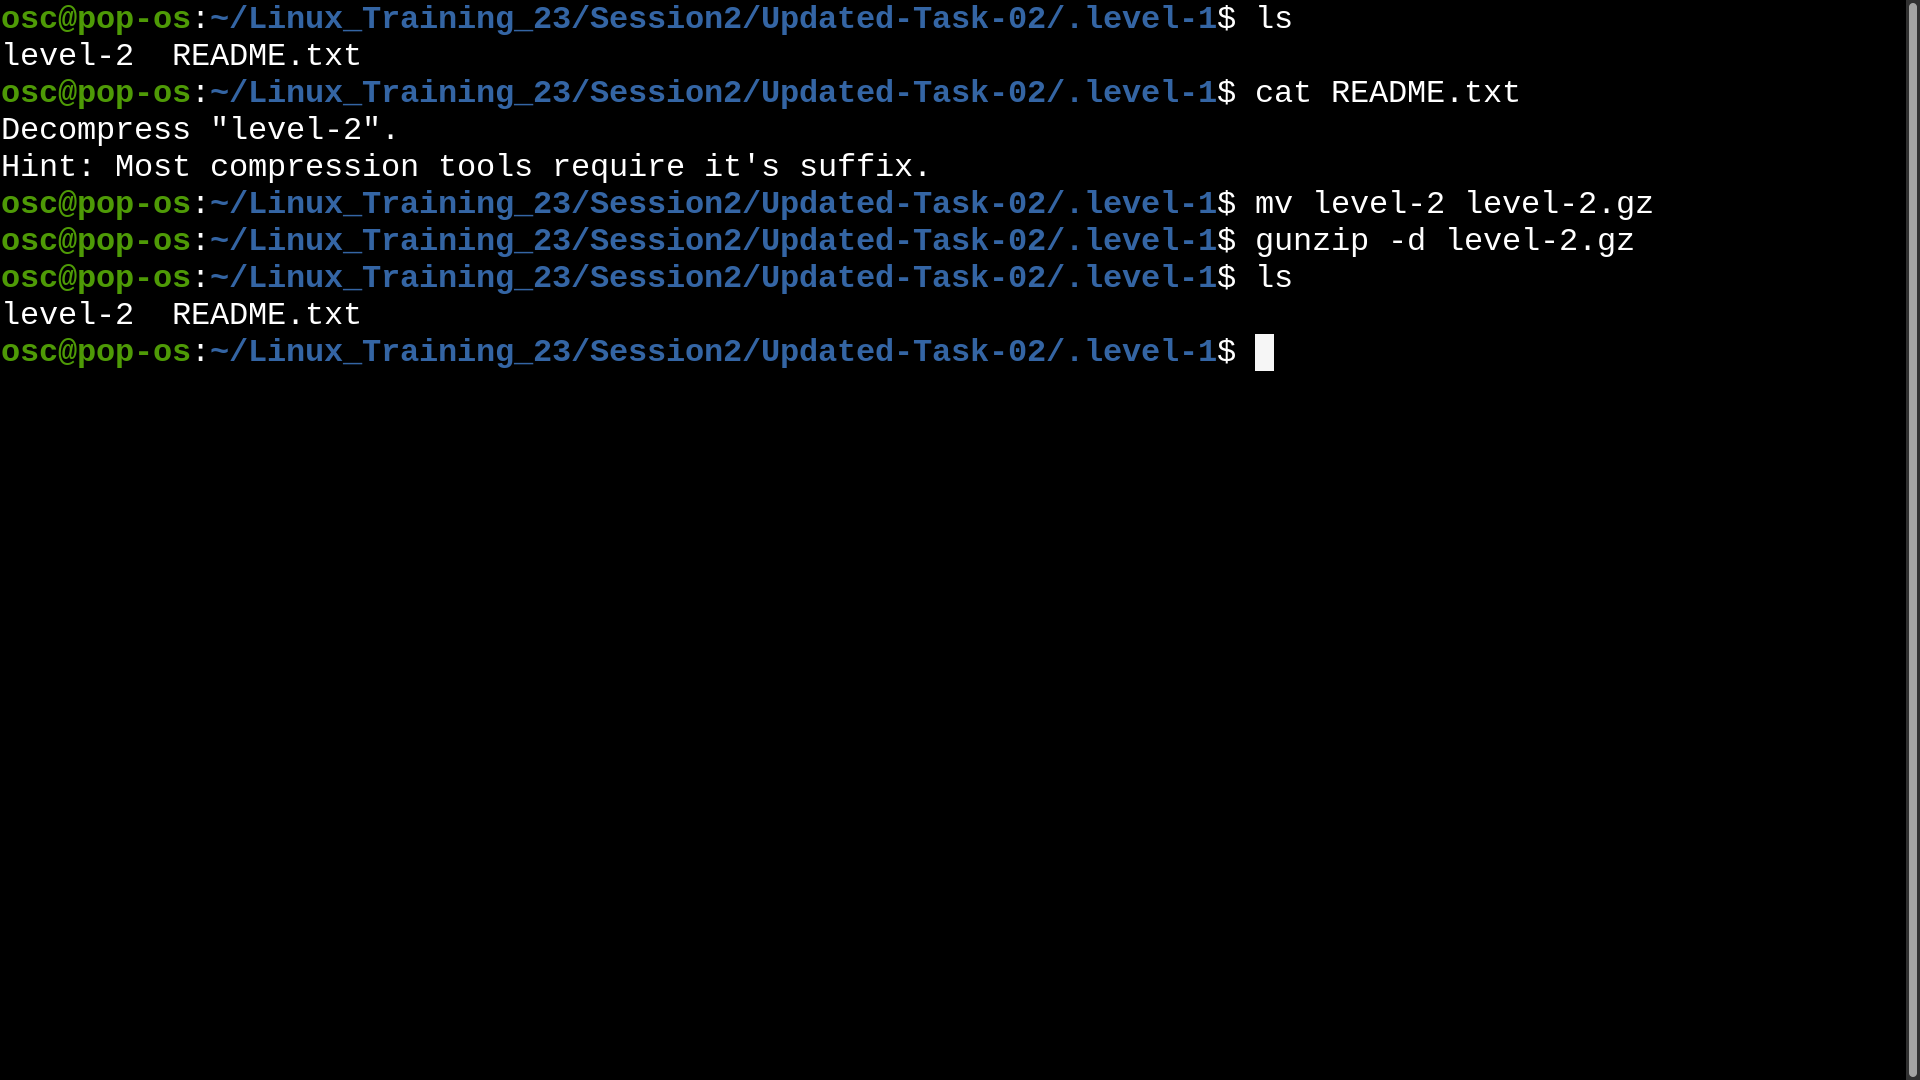 osc@pop-os:~/Linux_Training_23/Session2/Updated-Task-02/.level-1$ ls
level-2  README.txt
osc@pop-os:~/Linux_Training_23/Session2/Updated-Task-02/.level-1$ cat README.txt
Decompress "level-2".
Hint: Most compression tools require it's suffix.
osc@pop-os:~/Linux_Training_23/Session2/Updated-Task-02/.level-1$ mv level-2 level-2.gz
osc@pop-os:~/Linux_Training_23/Session2/Updated-Task-02/.level-1$ gunzip -d level-2.gz
osc@pop-os:~/Linux_Training_23/Session2/Updated-Task-02/.level-1$ ls
level-2  README.txt
osc@pop-os:~/Linux_Training_23/Session2/Updated-Task-02/.level-1$